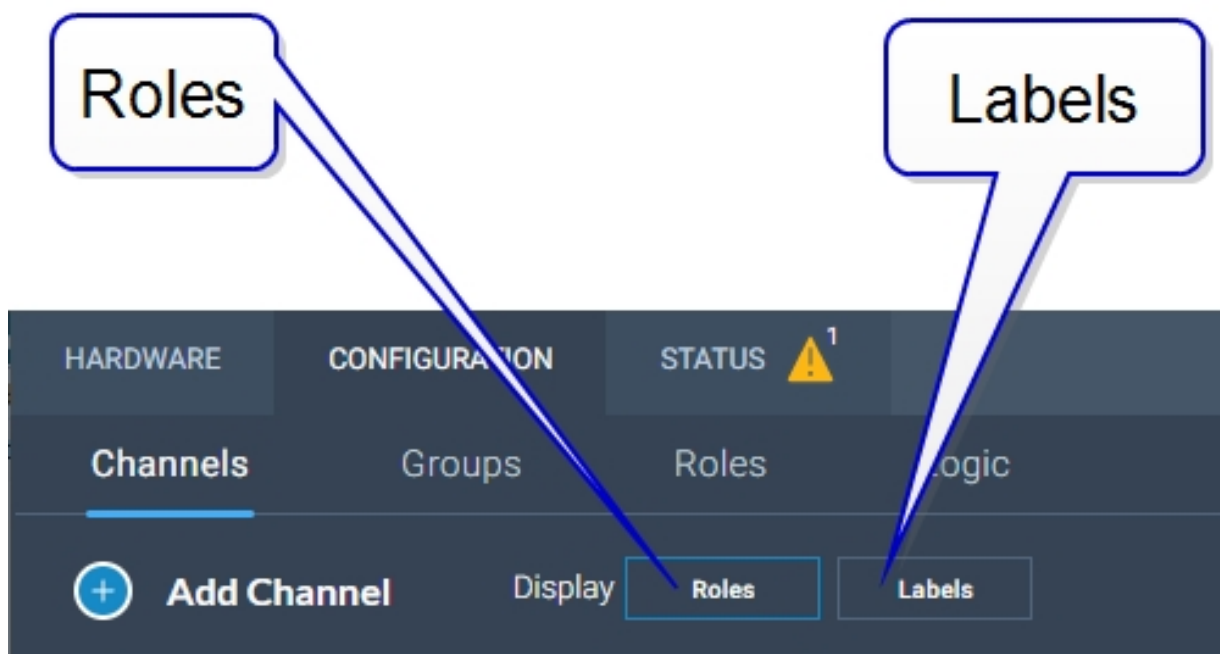 Roles
Labels
HARDWARE CONFIGURATION STATUS 1
Channels Groups Roles Logic
Add Channel Display Roles Labels